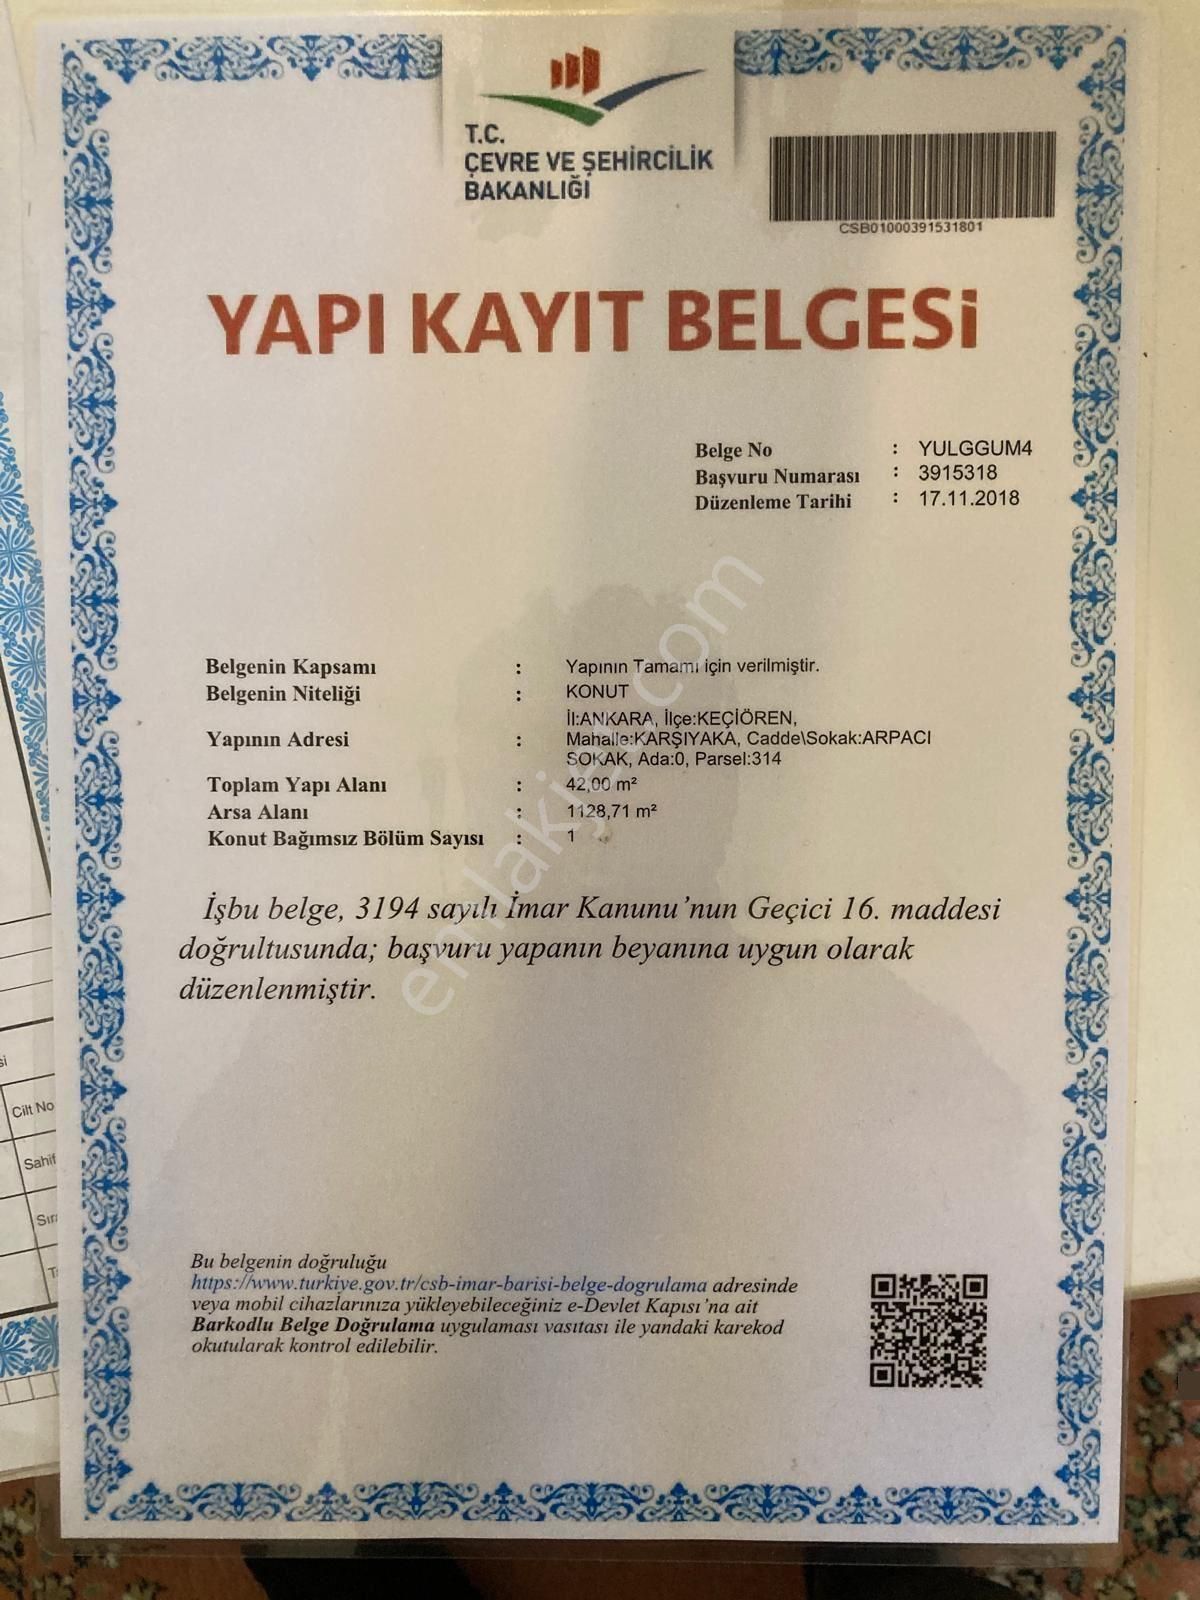 T.C.
ÇEVRE VE ŞEHİRCİLİK
BAKANLIĞI
CSB01000391531801
YAPI KAYIT BELGESi
Belge No : YULGGUM4
Başvuru Numarası : 3915318
Düzenleme Tarihi : 17.11.2018
Belgenin Kapsamı : Yapının Tamamı için verilmiştir.
Belgenin Niteliği : KONUT
Yapının Adresi : İl:ANKARA, İlçe:KEÇİÖREN,
Mahalle:KARŞIYAKA, Cadde\Sokak:ARPACI
SOKAK, Ada:0, Parsel:314
Toplam Yapı Alanı : 42,00 m²
Arsa Alanı : 1128,71 m²
Konut Bağımsız Bölüm Sayısı : 1
İşbu belge, 3194 sayılı İmar Kanunu'nun Geçici 16. maddesi
doğrultusunda; başvuru yapanın beyanına uygun olarak
düzenlenmiştir.
emlakjet.com
Bu belgenin doğruluğu
https://www.turkiye.gov.tr/csb-imar-barisi-belge-dogrulama adresinde
veya mobil cihazlarınıza yükleyebileceğiniz e-Devlet Kapısı'na ait
Barkodlu Belge Doğrulama uygulaması vasıtası ile yandaki karekod
okutularak kontrol edilebilir.
Cilt No